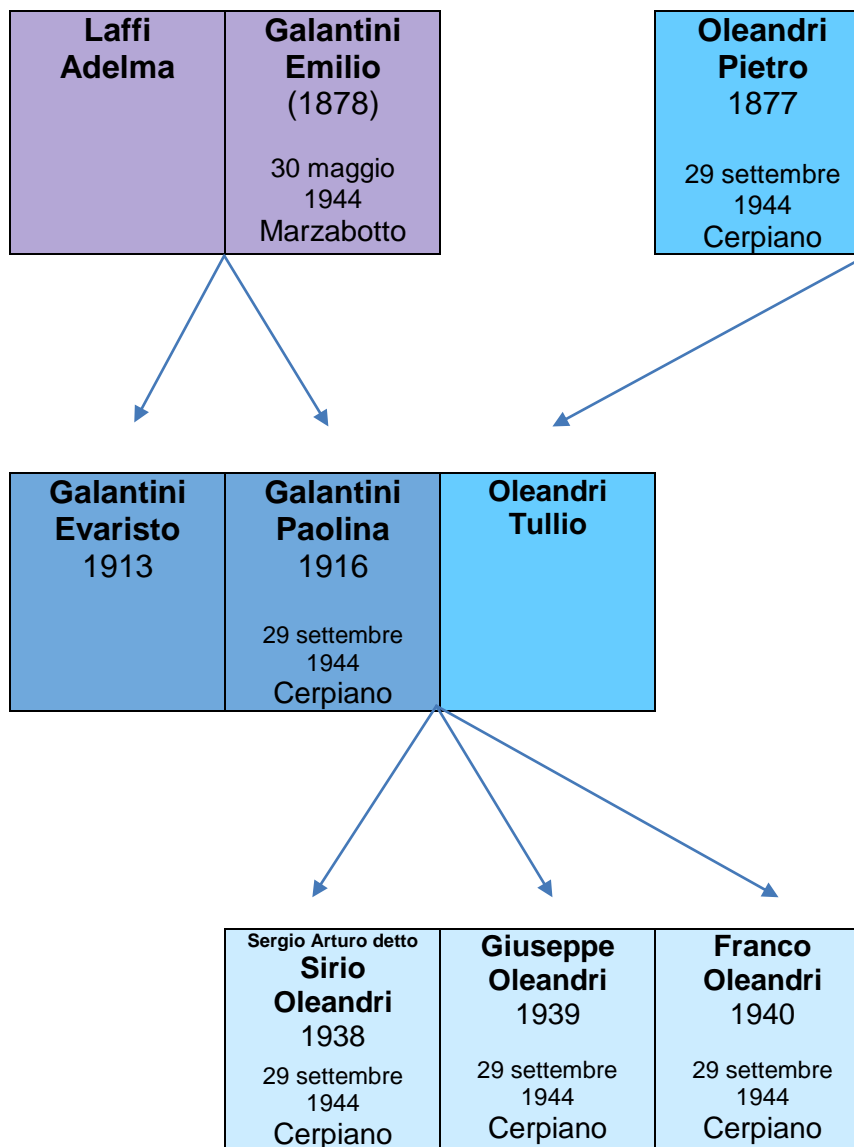 Laffi
Adelma
Galantini
Emilio
(1878)
30 maggio
1944
Marzabotto
Oleandri
Pietro
1877
29 settembre
1944
Cerpiano
Galantini
Evaristo
1913
Galantini
Paolina
1916
29 settembre
1944
Cerpiano
Oleandri
Tullio
Sergio Arturo detto
Sirio
Oleandri
1938
29 settembre
1944
Cerpiano
Giuseppe
Oleandri
1939
29 settembre
1944
Cerpiano
Franco
Oleandri
1940
29 settembre
1944
Cerpiano